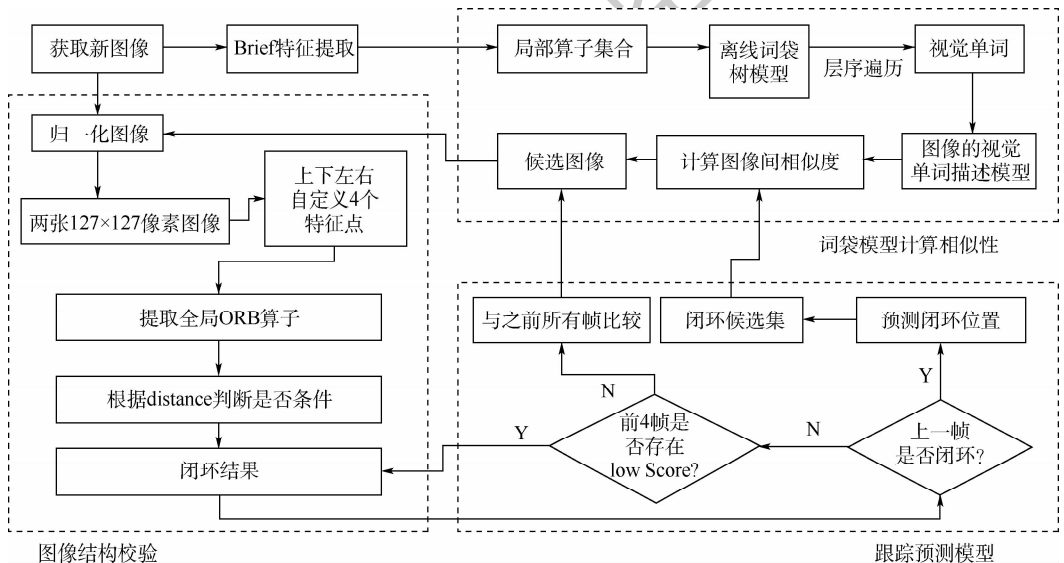 获取新图像
Brief特征提取
局部算子集合
离线词袋
树模型
层序遍历
视觉单词
归一化图像
候选图像
计算图像间相似度
图像的视觉
单词描述模型
两张127×127像素图像
上下左右
自定义4个
特征点
词袋模型计算相似性
提取全局ORB算子
与之前所有帧比较
闭环候选集
预测闭环位置
根据distance判断是否条件
N
Y
前4帧是
否存在
low Score?
Y
N
上一帧
是否闭环?
闭环结果
图像结构校验
跟踪预测模型